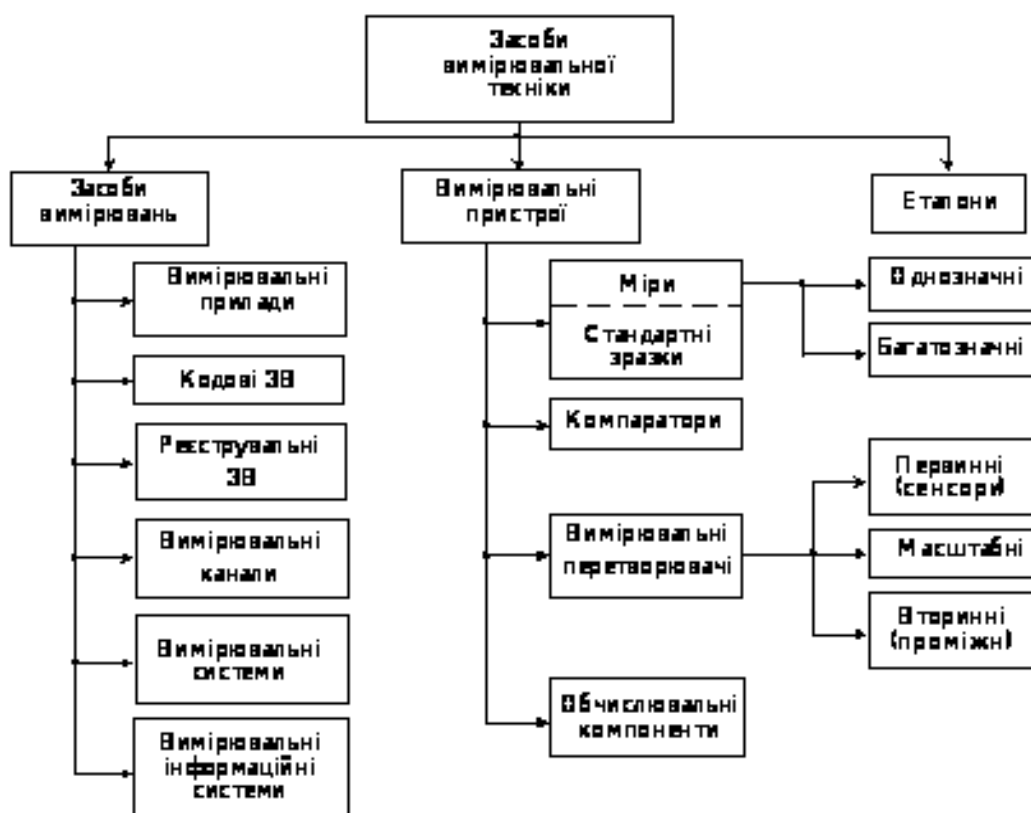 Засоби
вимірювальної
техніки
Засоби
вимірювань
Вимірювальні
пристрої
Еталони
Вимірювальні
прилади
Кодові ЗВ
Реєструвальні
ЗВ
Вимірювальні
канали
Вимірювальні
системи
Вимірювальні
інформаційні
системи
Міри
Стандартні
зразки
Компаратори
Вимірювальні
перетворювачі
Обчислювальні
компоненти
Однозначні
Багатозначні
Первинні
(сенсори)
Масштабні
Вторинні
(проміжн)